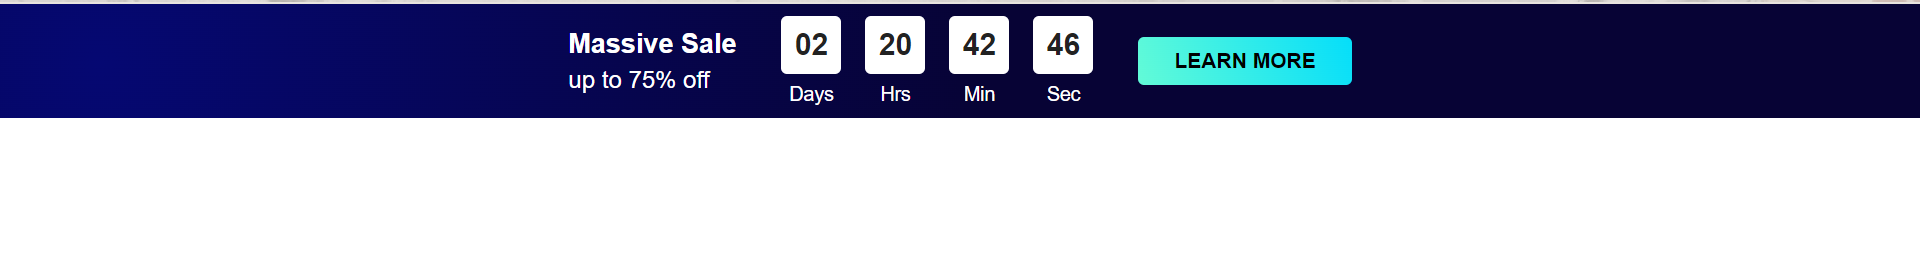 Massive Sale
up to 75% off
02 20 42 46
Days Hrs Min Sec
LEARN MORE